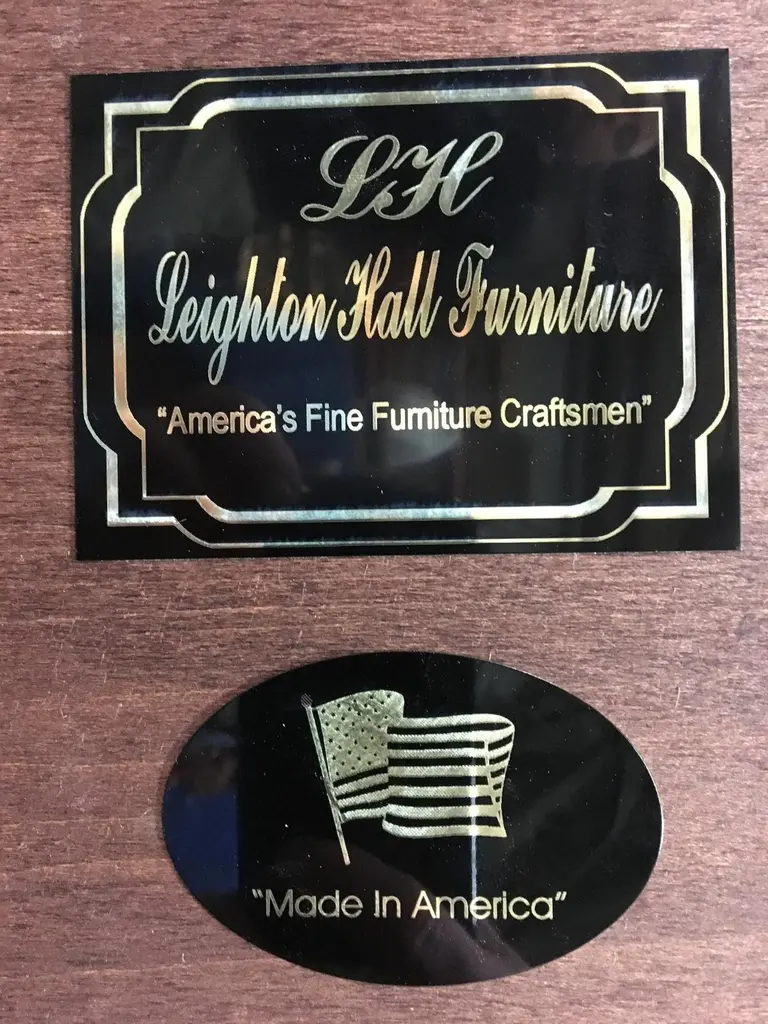 LH
Leighton Hall Furniture
“America’s Fine Furniture Craftsmen”
“Made In America”